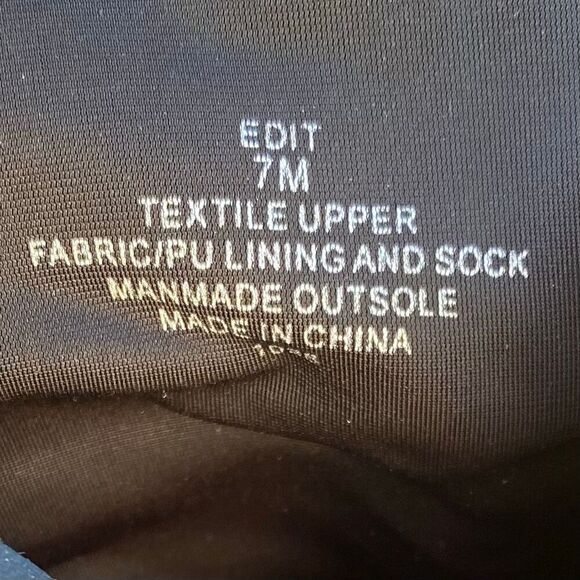 EDIT
7M
TEXTILE UPPER
FABRIC/PU LINING AND SOCK
MANMADE OUTSOLE
MADE IN CHINA